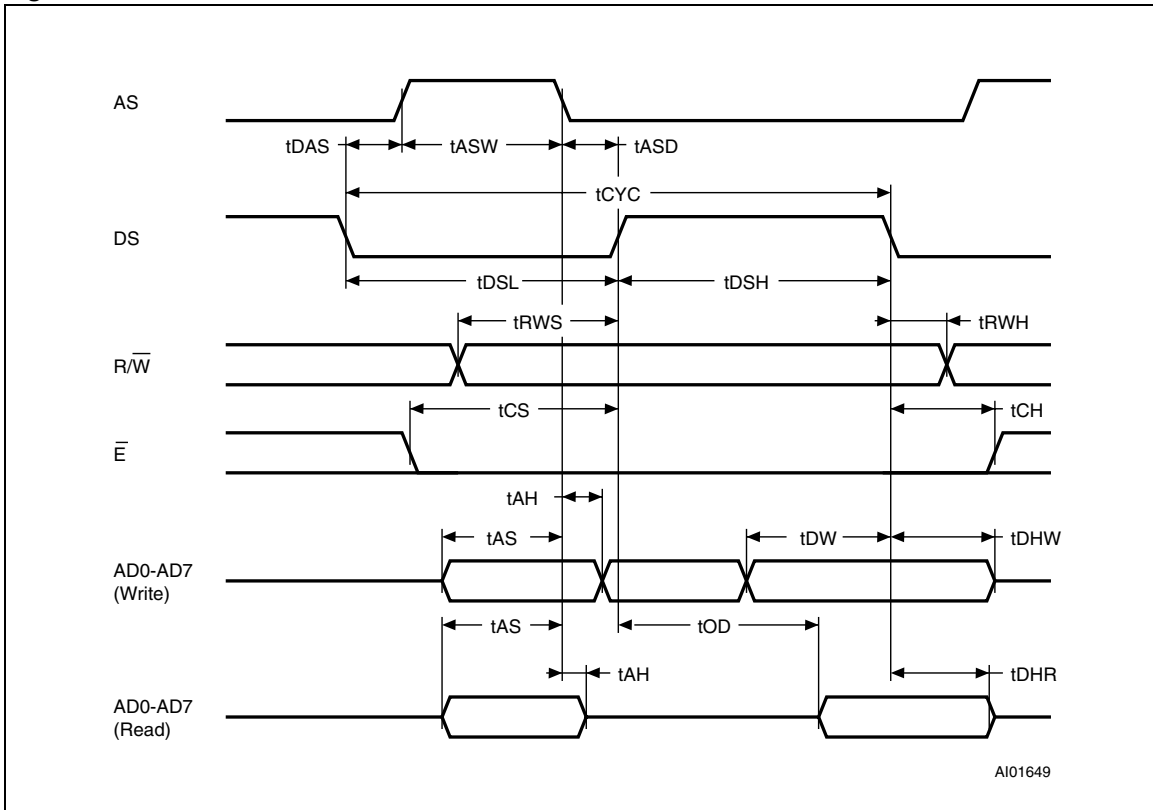 AS
tDAS
tASW
tASD
tCYC
DS
tDSL
tDSH
tRWS
tRWH
R/W̅
tCS
tCH
E̅
tAH
tAS
tDW
tDHW
AD0-AD7
(Write)
tAS
tOD
tAH
tDHR
AD0-AD7
(Read)
AI01649